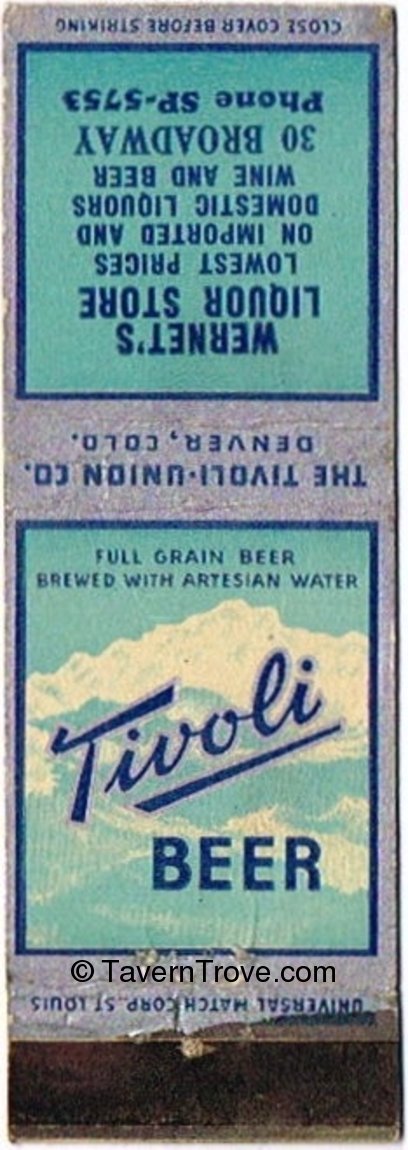 CLOSE COVER BEFORE STRIKING
WERNET'S
LIQUOR STORE
LOWEST PRICES
ON IMPORTED AND
DOMESTIC LIQUORS
WINE AND BEER
30 BROADWAY
Phone SP-5753
THE TIVOLI-UNION CO.
DENVER, COLO.
FULL GRAIN BEER
BREWED WITH ARTESIAN WATER
Tivoli
BEER
© TavernTrove.com
UNIVERSAL MATCH CORP. ST. LOUIS